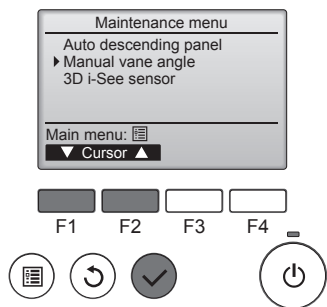 Maintenance menu
Auto descending panel
Manual vane angle
3D i-See sensor
Main menu:
▼ Cursor ▲
F1 F2 F3 F4